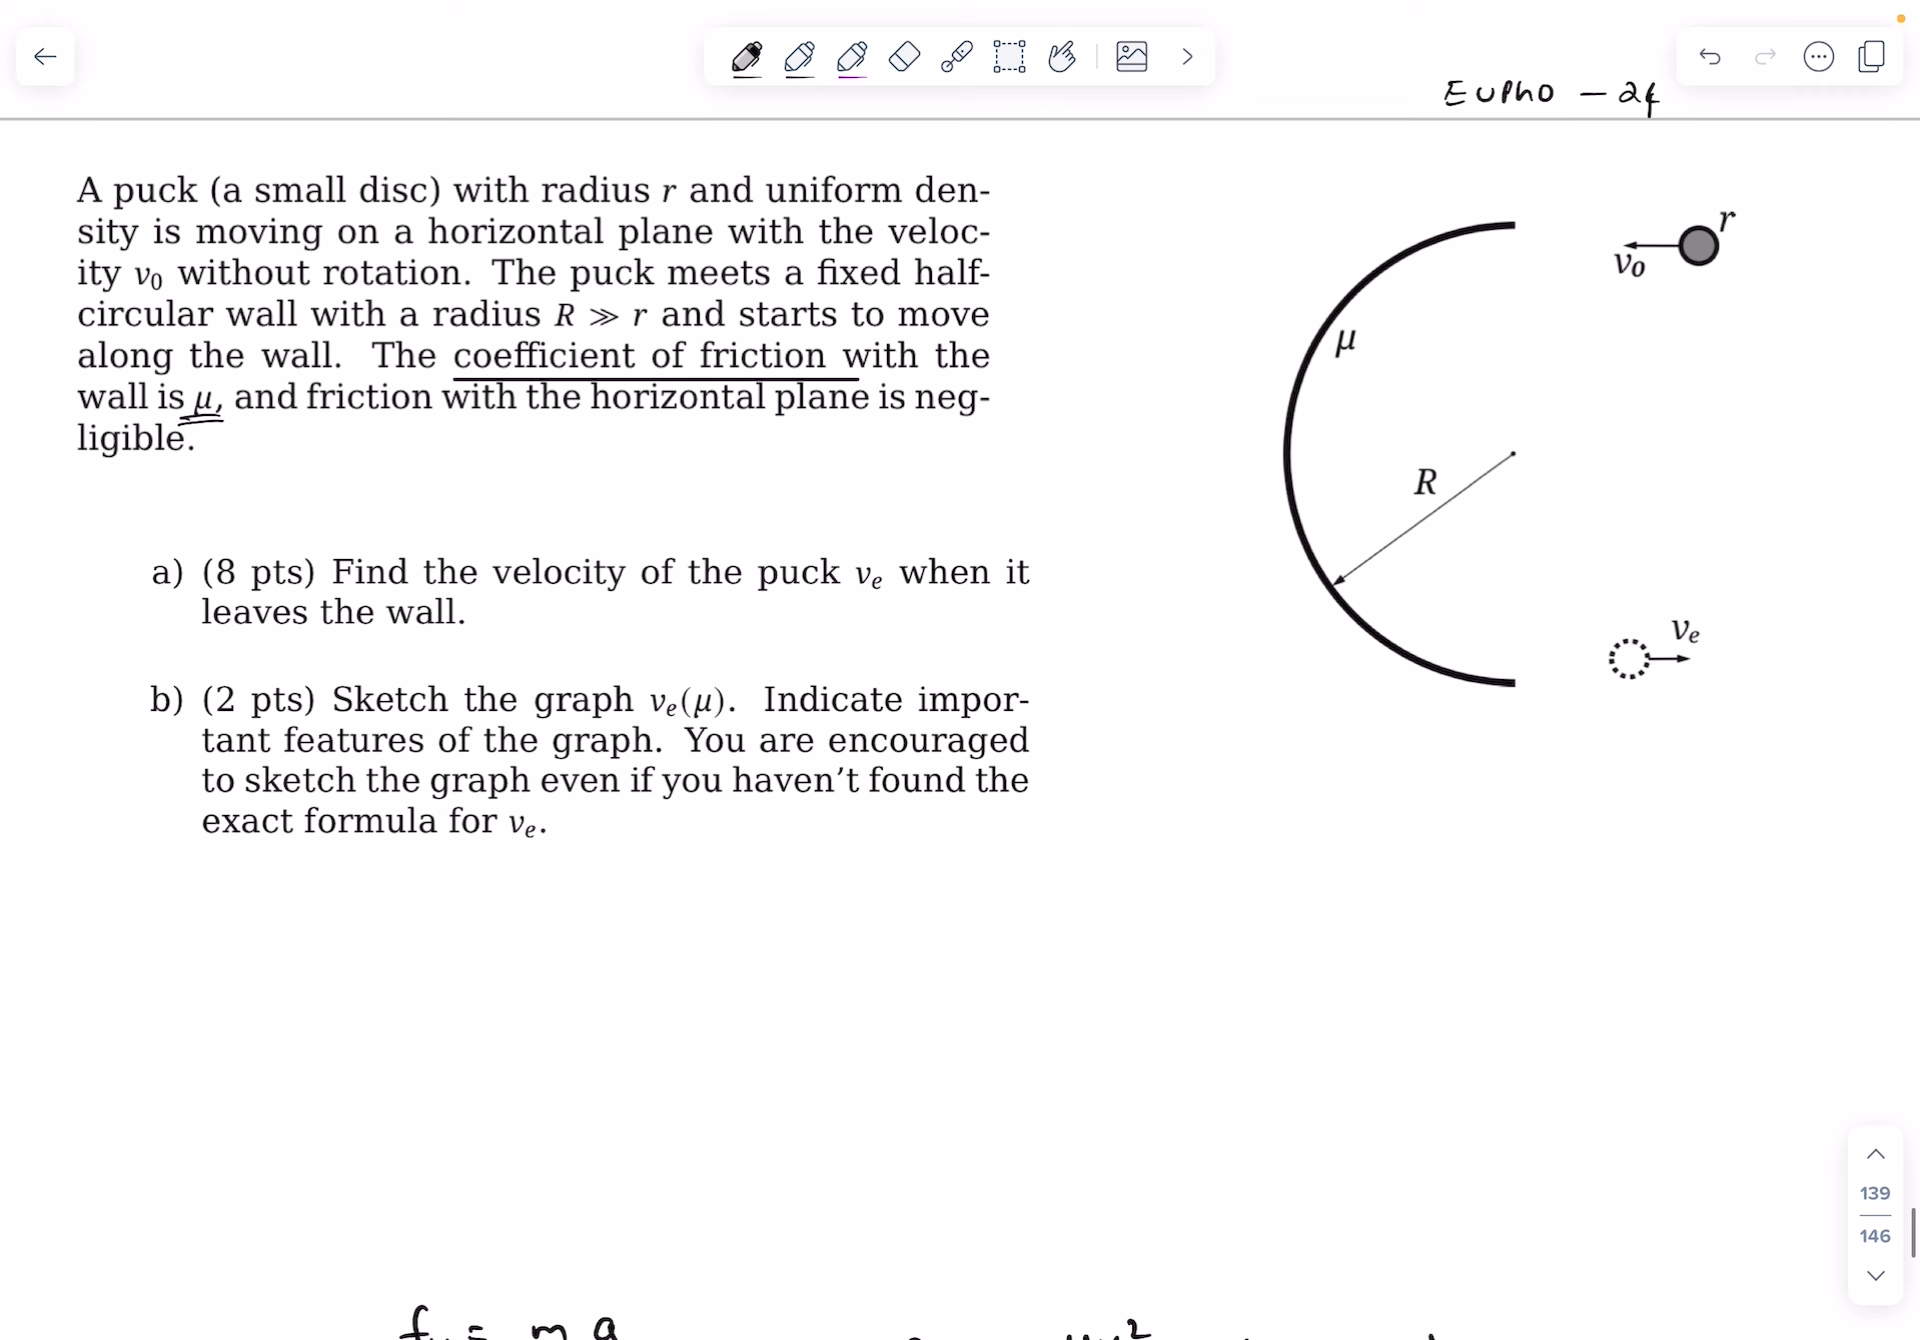 EUPhO - 24
A puck (a small disc) with radius r and uniform den-
sity is moving on a horizontal plane with the veloc-
ity v₀ without rotation. The puck meets a fixed half-
circular wall with a radius R ≫ r and starts to move
along the wall. The coefficient of friction with the
wall is μ, and friction with the horizontal plane is neg-
ligible.
r
v₀
μ
R
vₑ
a) (8 pts) Find the velocity of the puck vₑ when it
leaves the wall.
b) (2 pts) Sketch the graph vₑ(μ). Indicate impor-
tant features of the graph. You are encouraged
to sketch the graph even if you haven’t found the
exact formula for vₑ.
139
146